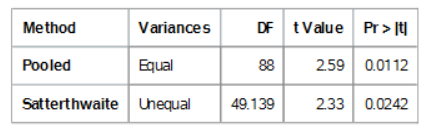 Method Variances DF t Value Pr > |t|
Pooled Equal 88 2.59 0.0112
Satterthwaite Unequal 49.139 2.33 0.0242